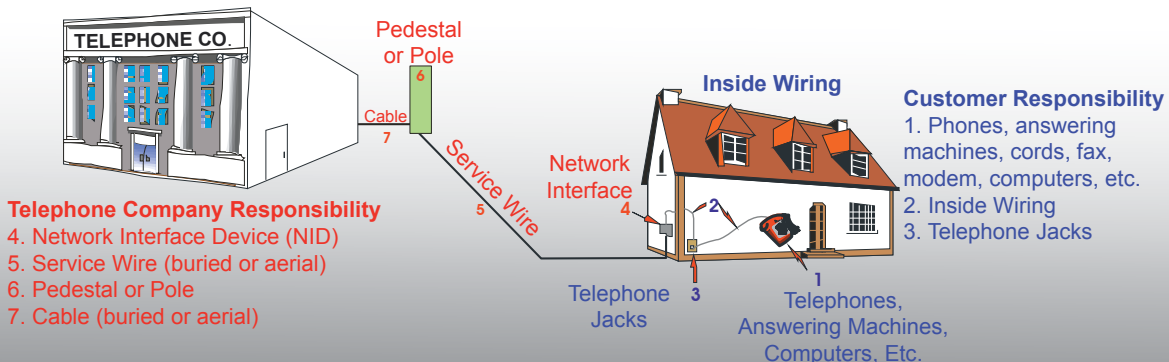 TELEPHONE CO.
Pedestal
or Pole
6
Cable
7
Service Wire
5
Telephone Company Responsibility
4. Network Interface Device (NID)
5. Service Wire (buried or aerial)
6. Pedestal or Pole
7. Cable (buried or aerial)
Inside Wiring
Network
Interface
4
2
3
1
Telephone
Jacks
Telephones,
Answering Machines,
Computers, Etc.
Customer Responsibility
1. Phones, answering
machines, cords, fax,
modem, computers, etc.
2. Inside Wiring
3. Telephone Jacks